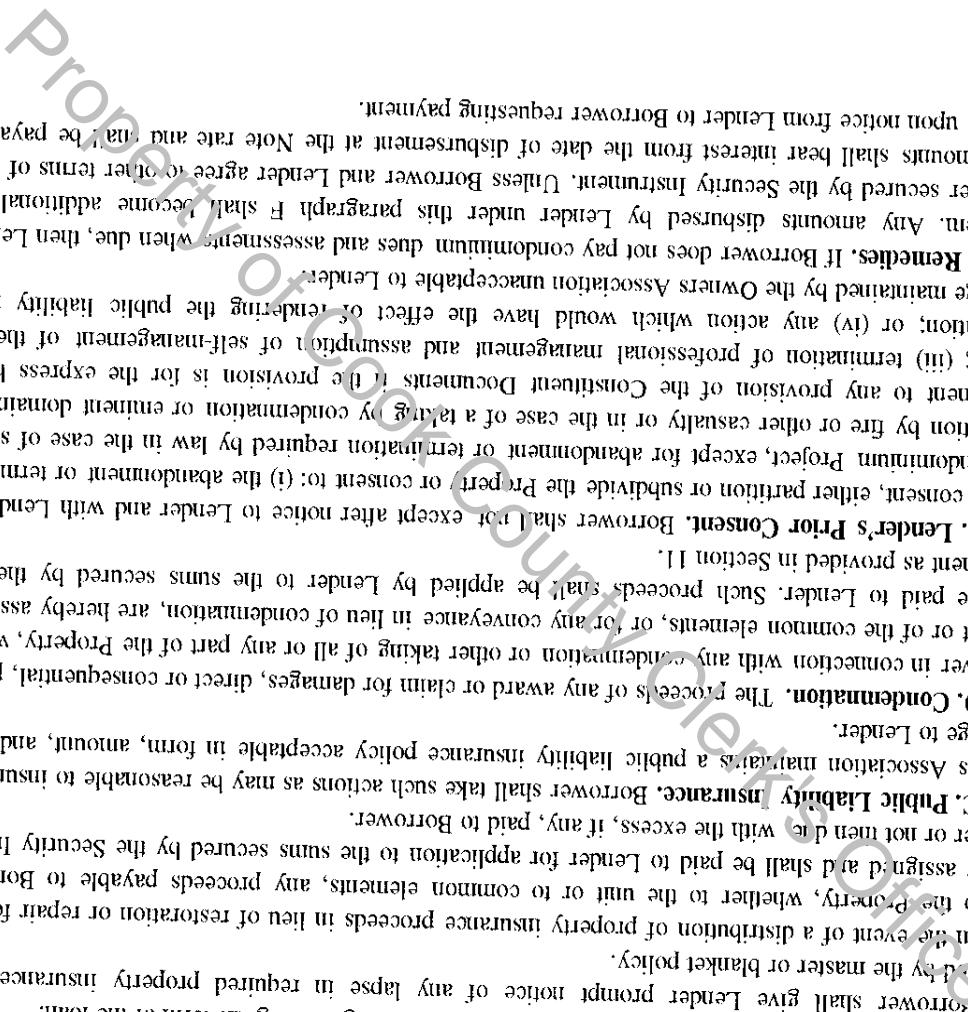 orrower shall give Lender prompt notice of any lapse in required property insurance
by the master or blanket policy.
event of a distribution of property insurance proceeds in lieu of restoration or repair f
the Property, whether to the unit or to common elements, any proceeds payable to Bor
assigned and shall be paid to Lender for application to the sums secured by the Security I
er or not then due, with the excess, if any, paid to Borrower.
C. Public Liability Insurance. Borrower shall take such actions as may be reasonable to insu
s Association maintains a public liability insurance policy acceptable in form, amount, and
ge to Lender.
D. Condemnation. The proceeds of any award or claim for damages, direct or consequential, p
ver in connection with any condemnation or other taking of all or any part of the Property, w
t or of the common elements, or for any conveyance in lieu of condemnation, are hereby ass
e paid to Lender. Such proceeds shall be applied by Lender to the sums secured by the
ent as provided in Section 11.
. Lender's Prior Consent. Borrower shall not, except after notice to Lender and with Lend
consent, either partition or subdivide the Property or consent to: (i) the abandonment or term
ndominium Project, except for abandonment or termination required by law in the case of s
tion by fire or other casualty or in the case of a taking by condemnation or eminent domain
ment to any provision of the Constituent Documents if the provision is for the express b
(iii) termination of professional management and assumption of self-management of the
ation; or (iv) any action which would have the effect of rendering the public liability
ge maintained by the Owners Association unacceptable to Lender.
Remedies. If Borrower does not pay condominium dues and assessments when due, then Le
em. Any amounts disbursed by Lender under this paragraph F shall become additional
er secured by the Security Instrument. Unless Borrower and Lender agree to other terms of
mounts shall bear interest from the date of disbursement at the Note rate and shall be paya
upon notice from Lender to Borrower requesting payment.
Property of Cook County Clerk's Office